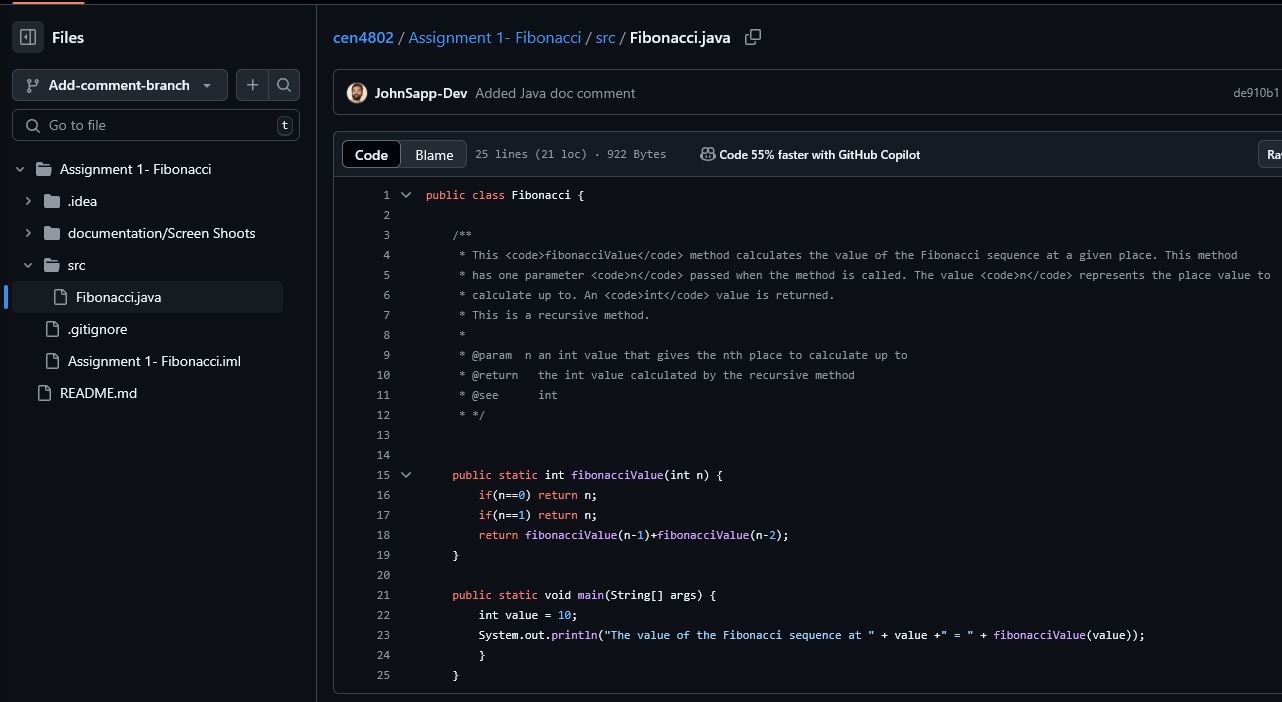 Files
Add-comment-branch
Go to file
t
Assignment 1- Fibonacci
.idea
documentation/Screen Shoots
src
Fibonacci.java
.gitignore
Assignment 1- Fibonacci.iml
README.md
cen4802 / Assignment 1- Fibonacci / src / Fibonacci.java
JohnSapp-Dev Added Java doc comment de910b1
Code Blame 25 lines (21 loc) · 922 Bytes Code 55% faster with GitHub Copilot Ra
1 public class Fibonacci {
2
3 /**
4 * This <code>fibonacciValue</code> method calculates the value of the Fibonacci sequence at a given place. This method
5 * has one parameter <code>n</code> passed when the method is called. The value <code>n</code> represents the place value to
6 * calculate up to. An <code>int</code> value is returned.
7 * This is a recursive method.
8 *
9 * @param  n an int value that gives the nth place to calculate up to
10 * @return   the int value calculated by the recursive method
11 * @see      int
12 * */
13
14
15 public static int fibonacciValue(int n) {
16 if(n==0) return n;
17 if(n==1) return n;
18 return fibonacciValue(n-1)+fibonacciValue(n-2);
19 }
20
21 public static void main(String[] args) {
22 int value = 10;
23 System.out.println("The value of the Fibonacci sequence at " + value +" = " + fibonacciValue(value));
24 }
25 }